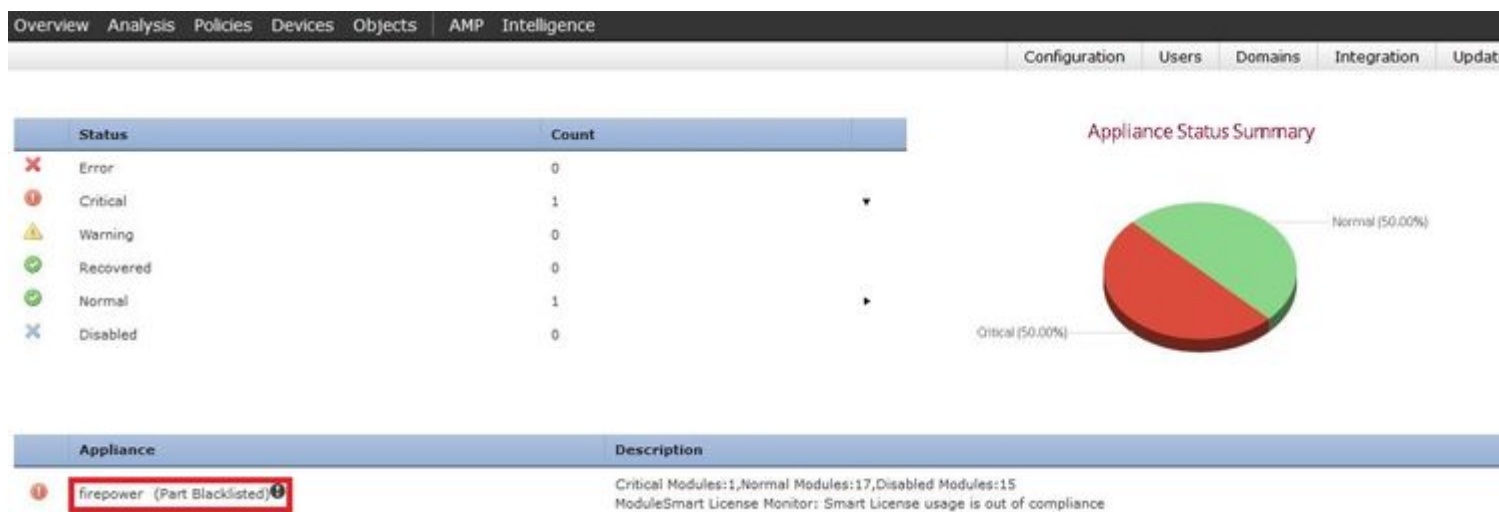 Overview Analysis Policies Devices Objects AMP Intelligence
Configuration Users Domains Integration Updat
Status Count
Error 0
Critical 1
Warning 0
Recovered 0
Normal 1
Disabled 0
Appliance Status Summary
Normal (50.00%)
Critical (50.00%)
Appliance Description
firepower (Part Blacklisted)
Critical Modules:1,Normal Modules:17,Disabled Modules:15
ModuleSmart License Monitor: Smart License usage is out of compliance